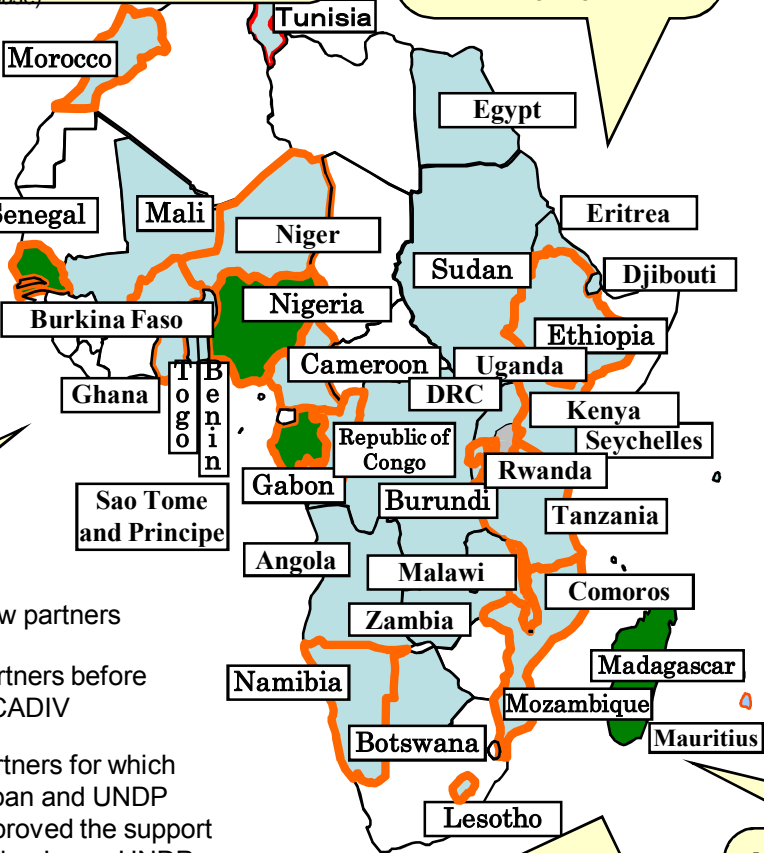 Tunisia
Morocco
Egypt
Senegal
Mali
Eritrea
Niger
Sudan
Djibouti
Nigeria
Burkina Faso
Ethiopia
Cameroon
Uganda
DRC
Ghana
Togo
Benin
Kenya
Seychelles
Republic of
Congo
Rwanda
Gabon
Burundi
Sao Tome
and Principe
Tanzania
Angola
Malawi
Comoros
w partners
Zambia
rtners before
CADIV
Madagascar
Namibia
Mozambique
Mauritius
Botswana
rtners for which
pan and UNDP
proved the support
Lesotho